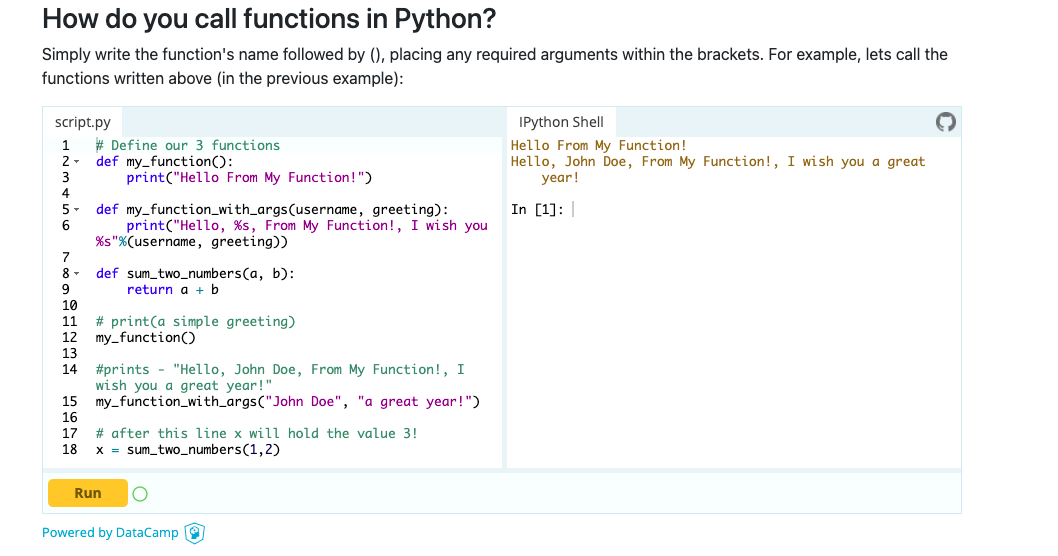 How do you call functions in Python?
Simply write the function's name followed by (), placing any required arguments within the brackets. For example, lets call the
functions written above (in the previous example):
script.py
1 # Define our 3 functions
2 def my_function():
3     print("Hello From My Function!")
4
5 def my_function_with_args(username, greeting):
6     print("Hello, %s, From My Function!, I wish you
%s"%(username, greeting))
7
8 def sum_two_numbers(a, b):
9     return a + b
10
11 # print(a simple greeting)
12 my_function()
13
14 #prints - "Hello, John Doe, From My Function!, I
wish you a great year!"
15 my_function_with_args("John Doe", "a great year!")
16
17 # after this line x will hold the value 3!
18 x = sum_two_numbers(1,2)
IPython Shell
Hello From My Function!
Hello, John Doe, From My Function!, I wish you a great
year!
In [1]:
Run
Powered by DataCamp